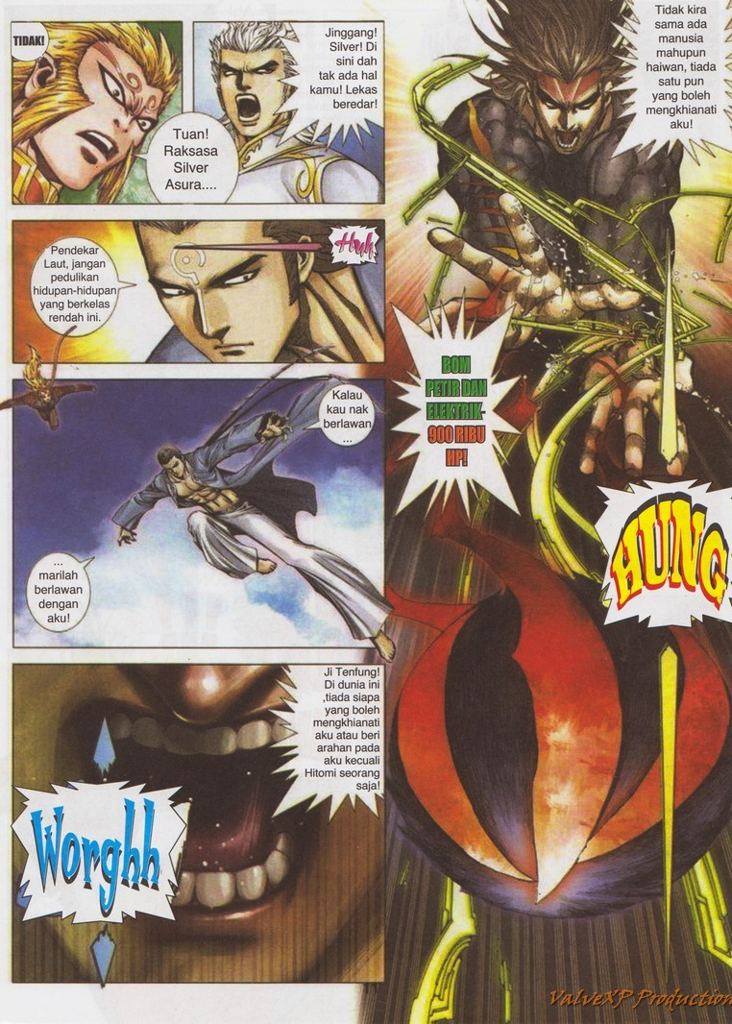 TIDAK!
Tuan!
Raksasa
Silver
Asura....
Jinggang!
Silver! Di
sini dah
tak ada hal
kamu! Lekas
beredar!
Pendekar
Laut, jangan
pedulikan
hidupan-hidupan
yang berkelas
rendah ini.
Huh
Kalau
kau nak
berlawan
...
...
marilah
berlawan
dengan
aku!
Ji Tenfung!
Di dunia ini
,tiada siapa
yang boleh
mengkhianati
aku atau beri
arahan pada
aku kecuali
Hitomi seorang
saja!
Worghh
Tidak kira
sama ada
manusia
mahupun
haiwan, tiada
satu pun
yang boleh
mengkhianati
aku!
BOM
PETIR DAN
ELEKTRIK-
900 RIBU
HP!
HUNG
ValveXP Production